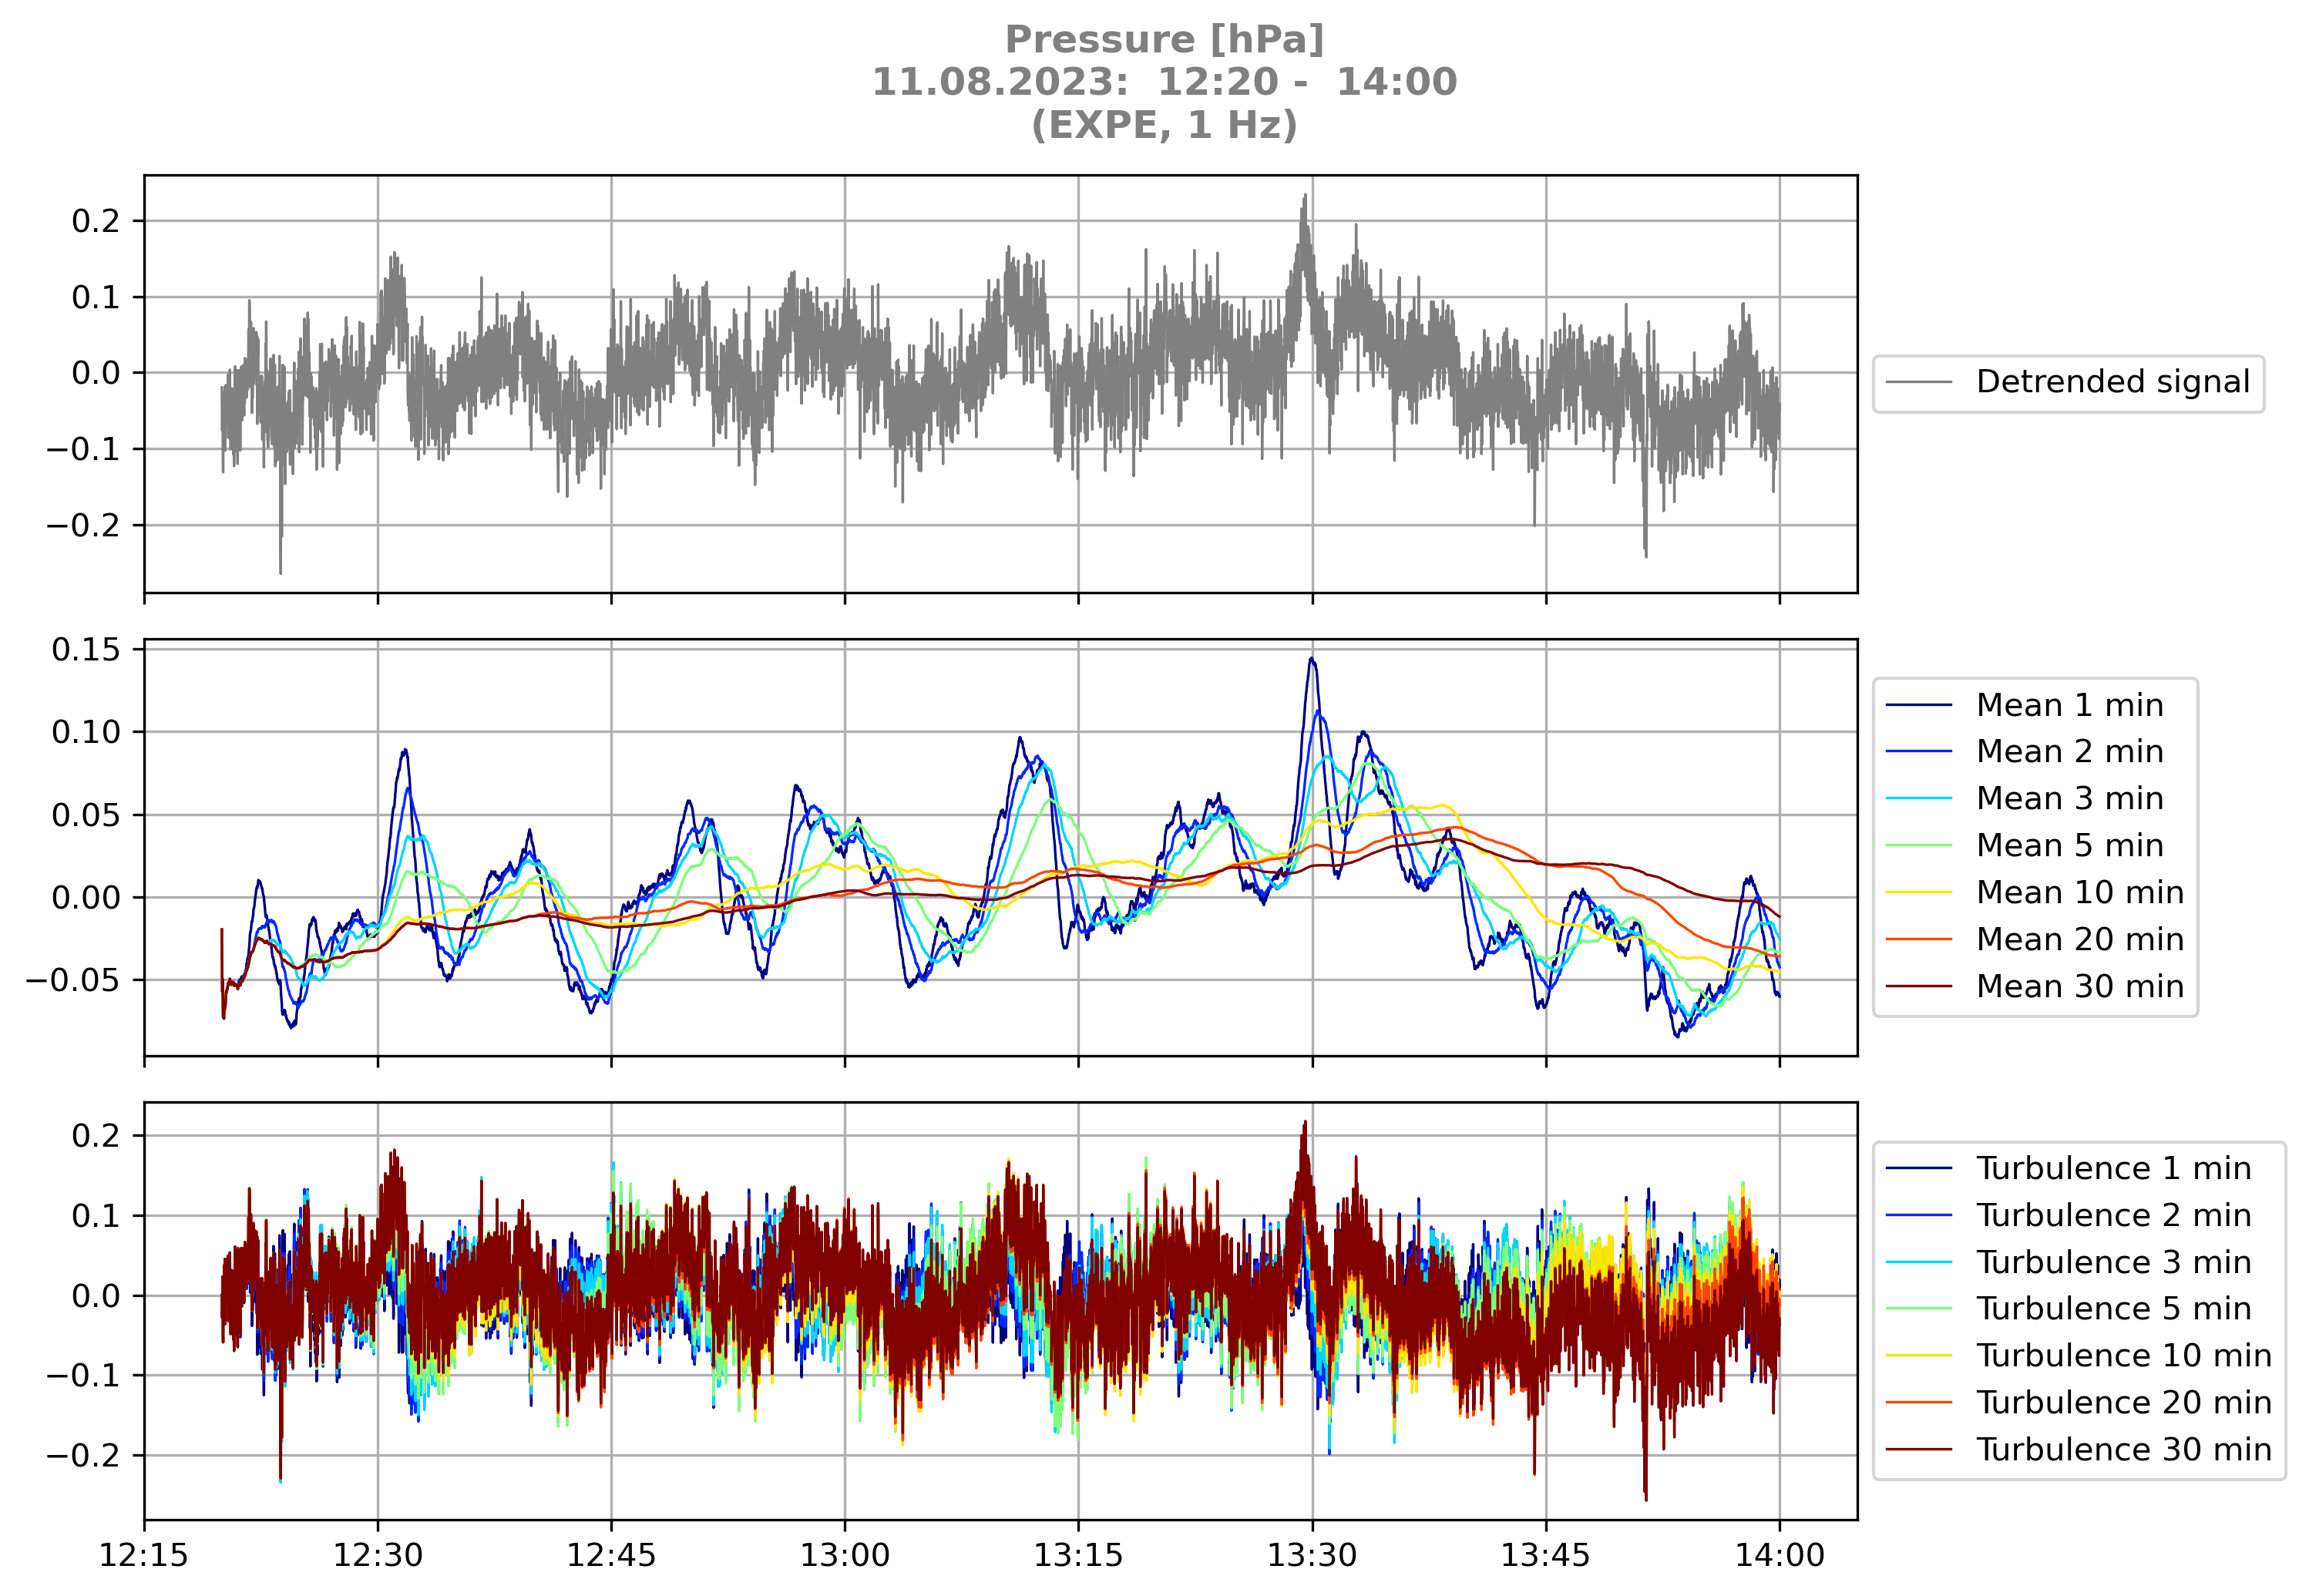 Pressure [hPa]
11.08.2023:  12:20 -  14:00
(EXPE, 1 Hz)
0.2
0.1
0.0
−0.1
−0.2
Detrended signal
0.15
0.10
0.05
0.00
−0.05
Mean 1 min
Mean 2 min
Mean 3 min
Mean 5 min
Mean 10 min
Mean 20 min
Mean 30 min
0.2
0.1
0.0
−0.1
−0.2
Turbulence 1 min
Turbulence 2 min
Turbulence 3 min
Turbulence 5 min
Turbulence 10 min
Turbulence 20 min
Turbulence 30 min
12:15 12:30 12:45 13:00 13:15 13:30 13:45 14:00